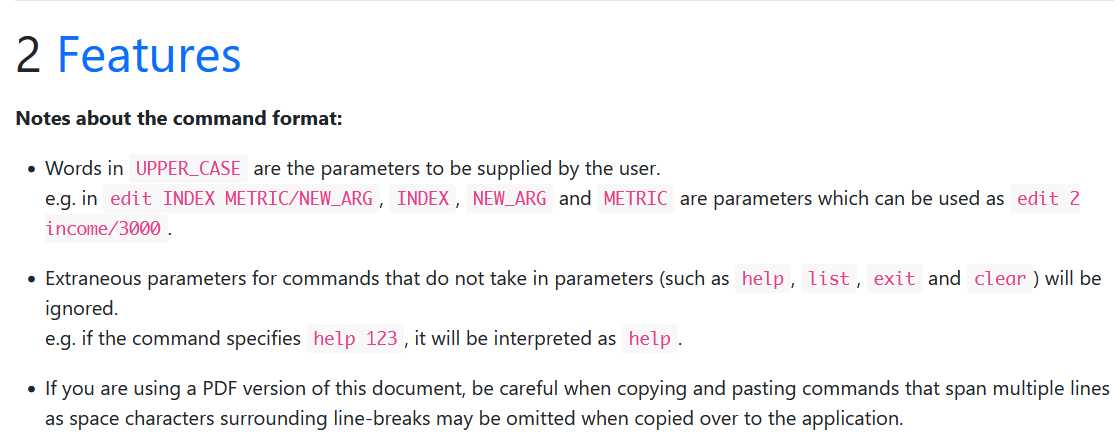 2 Features
Notes about the command format:
Words in UPPER_CASE are the parameters to be supplied by the user.
e.g. in edit INDEX METRIC/NEW_ARG, INDEX, NEW_ARG and METRIC are parameters which can be used as edit 2
income/3000.
Extraneous parameters for commands that do not take in parameters (such as help, list, exit and clear) will be
ignored.
e.g. if the command specifies help 123, it will be interpreted as help.
If you are using a PDF version of this document, be careful when copying and pasting commands that span multiple lines
as space characters surrounding line-breaks may be omitted when copied over to the application.